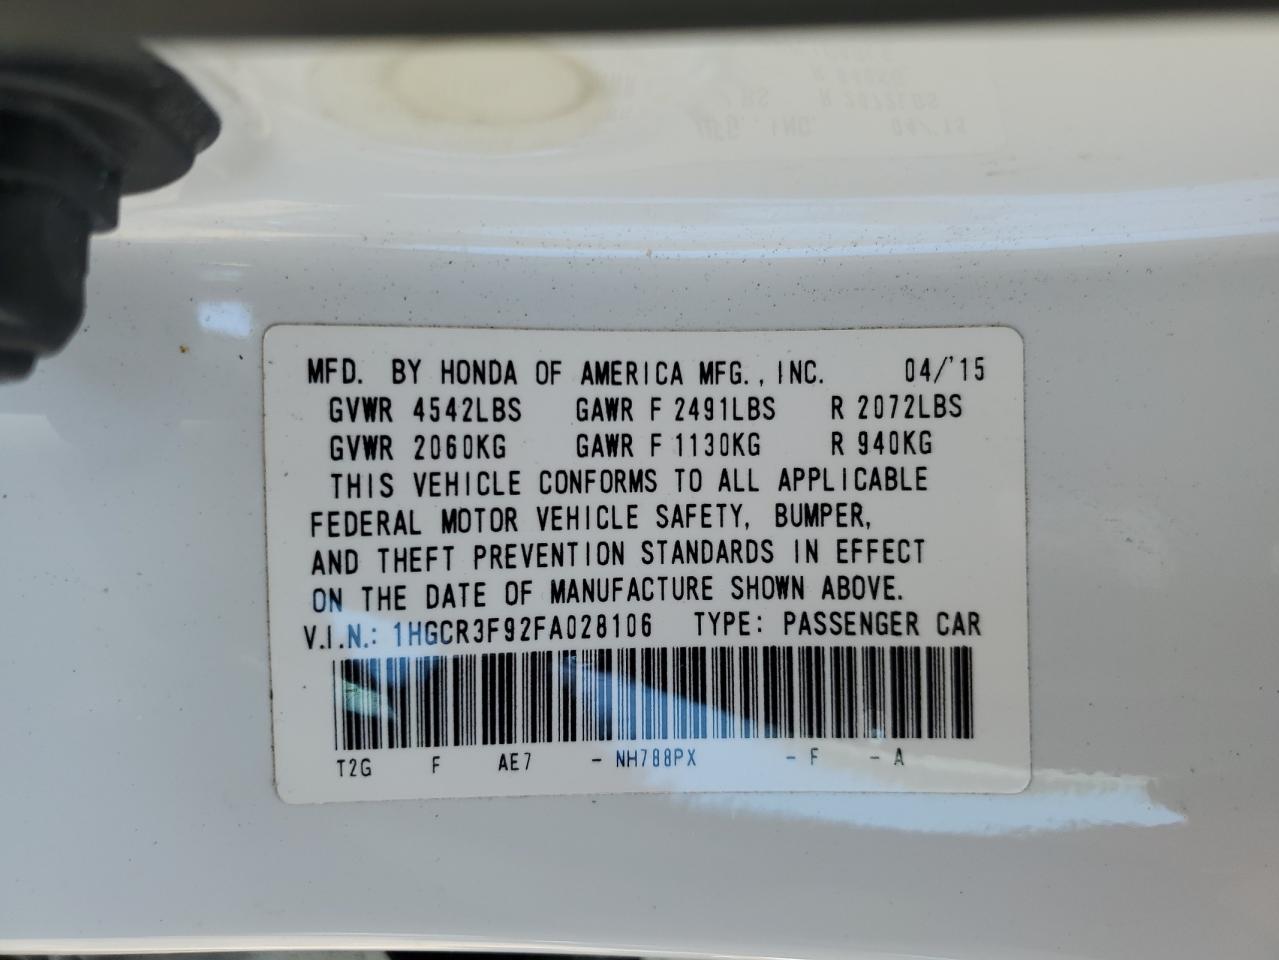 MFD. BY HONDA OF AMERICA MFG., INC. 04/'15
GVWR 4542LBS GAWR F 2491LBS R 2072LBS
GVWR 2060KG GAWR F 1130KG R 940KG
THIS VEHICLE CONFORMS TO ALL APPLICABLE
FEDERAL MOTOR VEHICLE SAFETY, BUMPER,
AND THEFT PREVENTION STANDARDS IN EFFECT
ON THE DATE OF MANUFACTURE SHOWN ABOVE.
V.I.N.: 1HGCR3F92FA028106 TYPE: PASSENGER CAR
T2G F AE7 - NH788PX - F - A